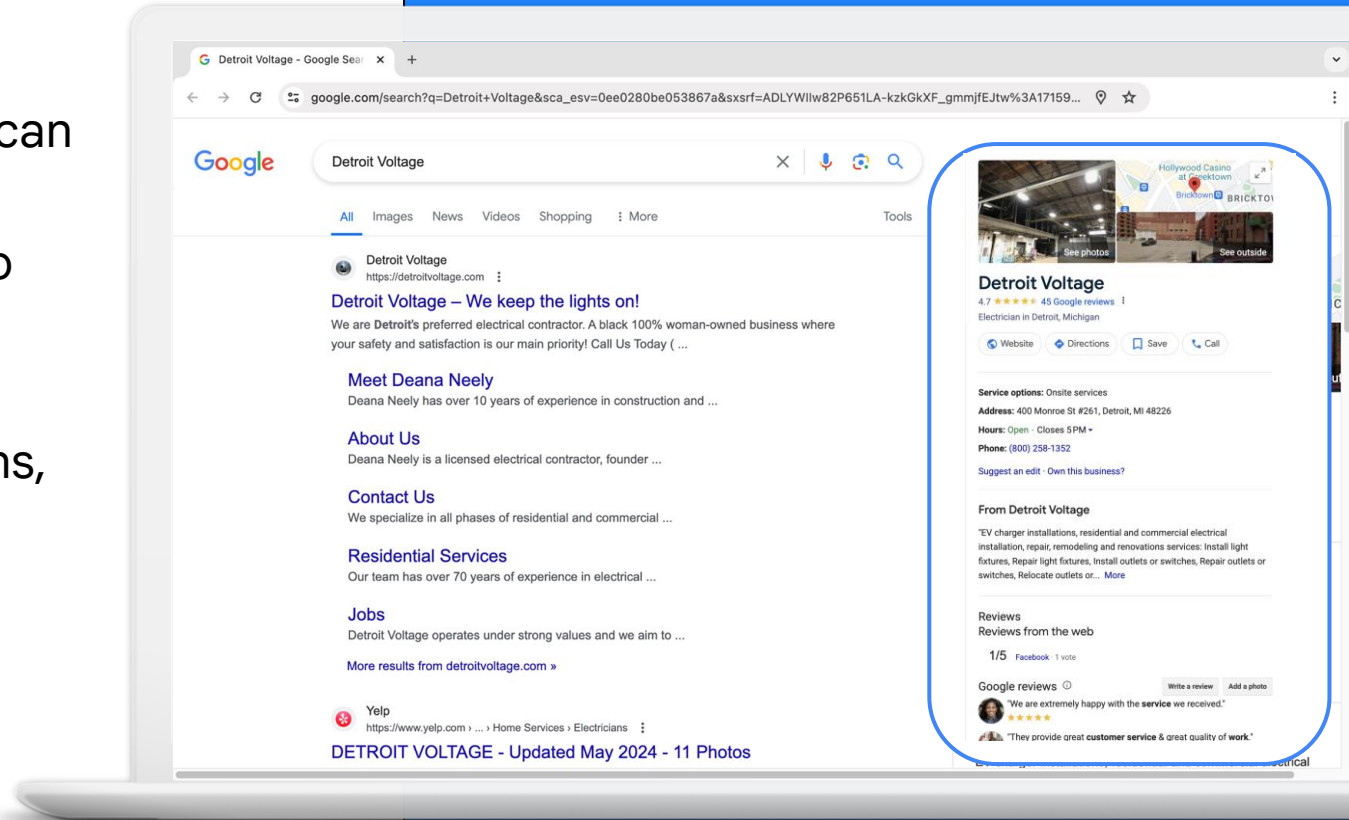 can
ns,
Detroit Voltage - Google Sear
google.com/search?q=Detroit+Voltage&sca_esv=0ee0280be053867a&sxsrf=ADLYWIIw82P651LA-kzkGkXF_gmmjfEJtw%3A17159...
Google
Detroit Voltage
All Images News Videos Shopping More Tools
Detroit Voltage
https://detroitvoltage.com
Detroit Voltage – We keep the lights on!
We are Detroit's preferred electrical contractor. A black 100% woman-owned business where
your safety and satisfaction is our main priority! Call Us Today ( ...
Meet Deana Neely
Deana Neely has over 10 years of experience in construction and ...
About Us
Deana Neely is a licensed electrical contractor, founder ...
Contact Us
We specialize in all phases of residential and commercial ...
Residential Services
Our team has over 70 years of experience in electrical ...
Jobs
Detroit Voltage operates under strong values and we aim to ...
More results from detroitvoltage.com »
Yelp
https://www.yelp.com › ... › Home Services › Electricians
DETROIT VOLTAGE - Updated May 2024 - 11 Photos
Hollywood Casino
at Greektown
Bricktown
BRICKTO
See photos
See outside
Detroit Voltage
4.7 45 Google reviews
Electrician in Detroit, Michigan
Website Directions Save Call
Service options: Onsite services
Address: 400 Monroe St #261, Detroit, MI 48226
Hours: Open · Closes 5 PM
Phone: (800) 258-1352
Suggest an edit · Own this business?
From Detroit Voltage
"EV charger installations, residential and commercial electrical
installation, repair, remodeling and renovations services: Install light
fixtures, Repair light fixtures, Install outlets or switches, Repair outlets or
switches, Relocate outlets or... More
Reviews
Reviews from the web
1/5 Facebook · 1 vote
Google reviews
Write a review Add a photo
"We are extremely happy with the service we received."
"They provide great customer service & great quality of work."